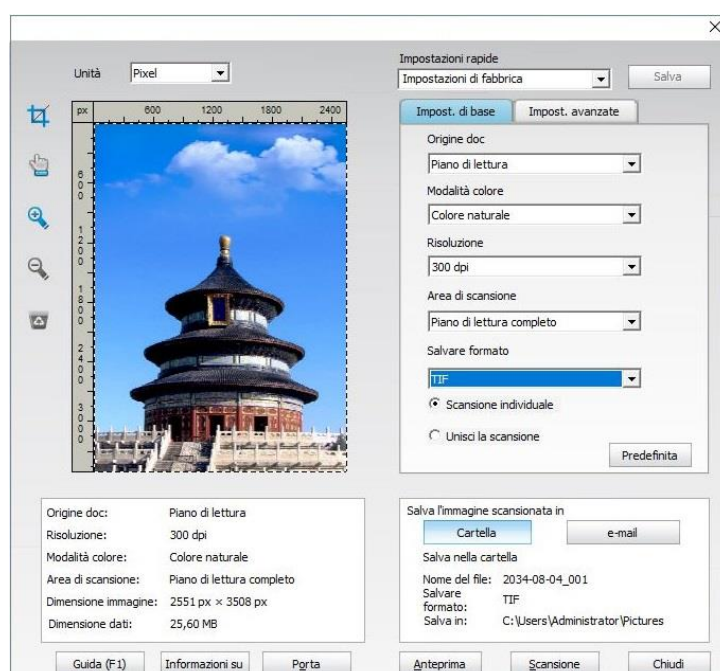 Unità Pixel
px 600 1200 1800 2400
600
1200
1800
2400
3000
Impostazioni rapide
Impostazioni di fabbrica Salva
Impost. di base Impost. avanzate
Origine doc
Piano di lettura
Modalità colore
Colore naturale
Risoluzione
300 dpi
Area di scansione
Piano di lettura completo
Salvare formato
TIF
Scansione individuale
Unisci la scansione
Predefinita
Origine doc: Piano di lettura
Risoluzione: 300 dpi
Modalità colore: Colore naturale
Area di scansione: Piano di lettura completo
Dimensione immagine: 2551 px × 3508 px
Dimensione dati: 25,60 MB
Salva l'immagine scansionata in
Cartella e-mail
Salva nella cartella
Nome del file: 2034-08-04_001
Salvare formato: TIF
Salva in: C:\Users\Administrator\Pictures
Guida (F1) Informazioni su Porta Anteprima Scansione Chiudi